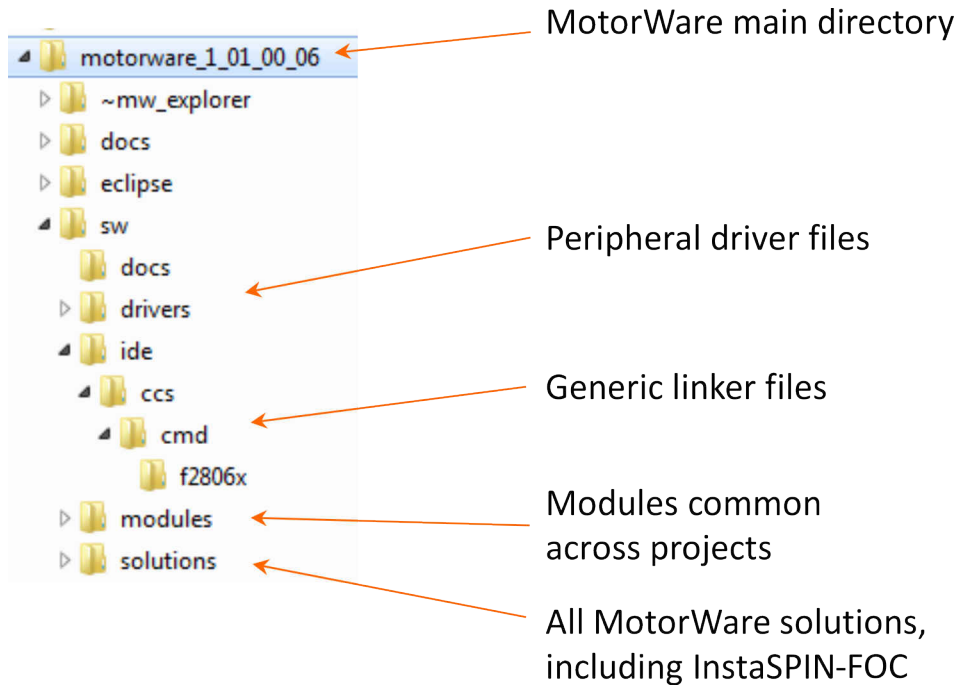 MotorWare main directory
motorware_1_01_00_06
~mw_explorer
docs
eclipse
sw
Peripheral driver files
docs
drivers
ide
Generic linker files
ccs
cmd
f2806x
Modules common
across projects
modules
solutions
All MotorWare solutions,
including InstaSPIN-FOC